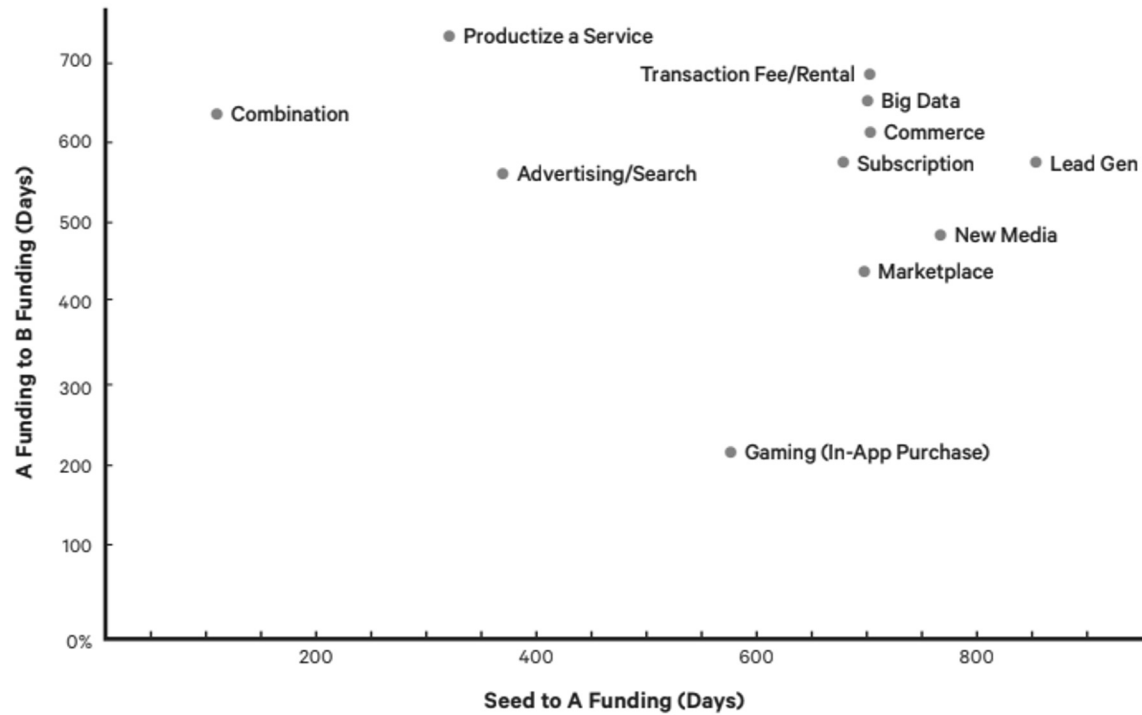 Productize a Service
700
Transaction Fee/Rental
Big Data
Combination
Commerce
600
Subscription
Lead Gen
Advertising/Search
500
New Media
Marketplace
400
300
Gaming (In-App Purchase)
200
100
0%
A Funding to B Funding (Days)
200
400
600
800
Seed to A Funding (Days)